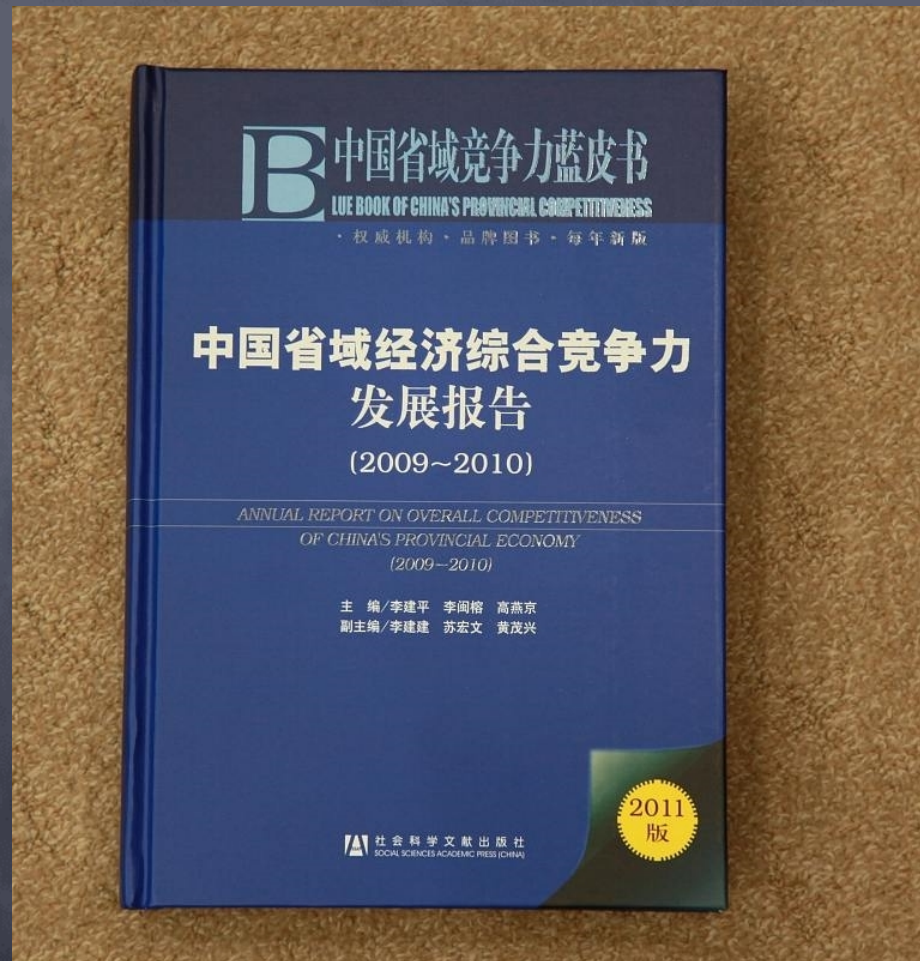 B 中国省域竞争力蓝皮书
LUE BOOK OF CHINA'S PROVINCIAL COMPETITIVENESS
·权威机构·品牌图书·每年新版
中国省域经济综合竞争力
发展报告
(2009~2010)
ANNUAL REPORT ON OVERALL COMPETITIVENESS
OF CHINA'S PROVINCIAL ECONOMY
(2009~2010)
主 编/李建平 李闽榕 高燕京
副主编/李建建 苏宏文 黄茂兴
2011
版
社会科学文献出版社
SOCIAL SCIENCES ACADEMIC PRESS (CHINA)